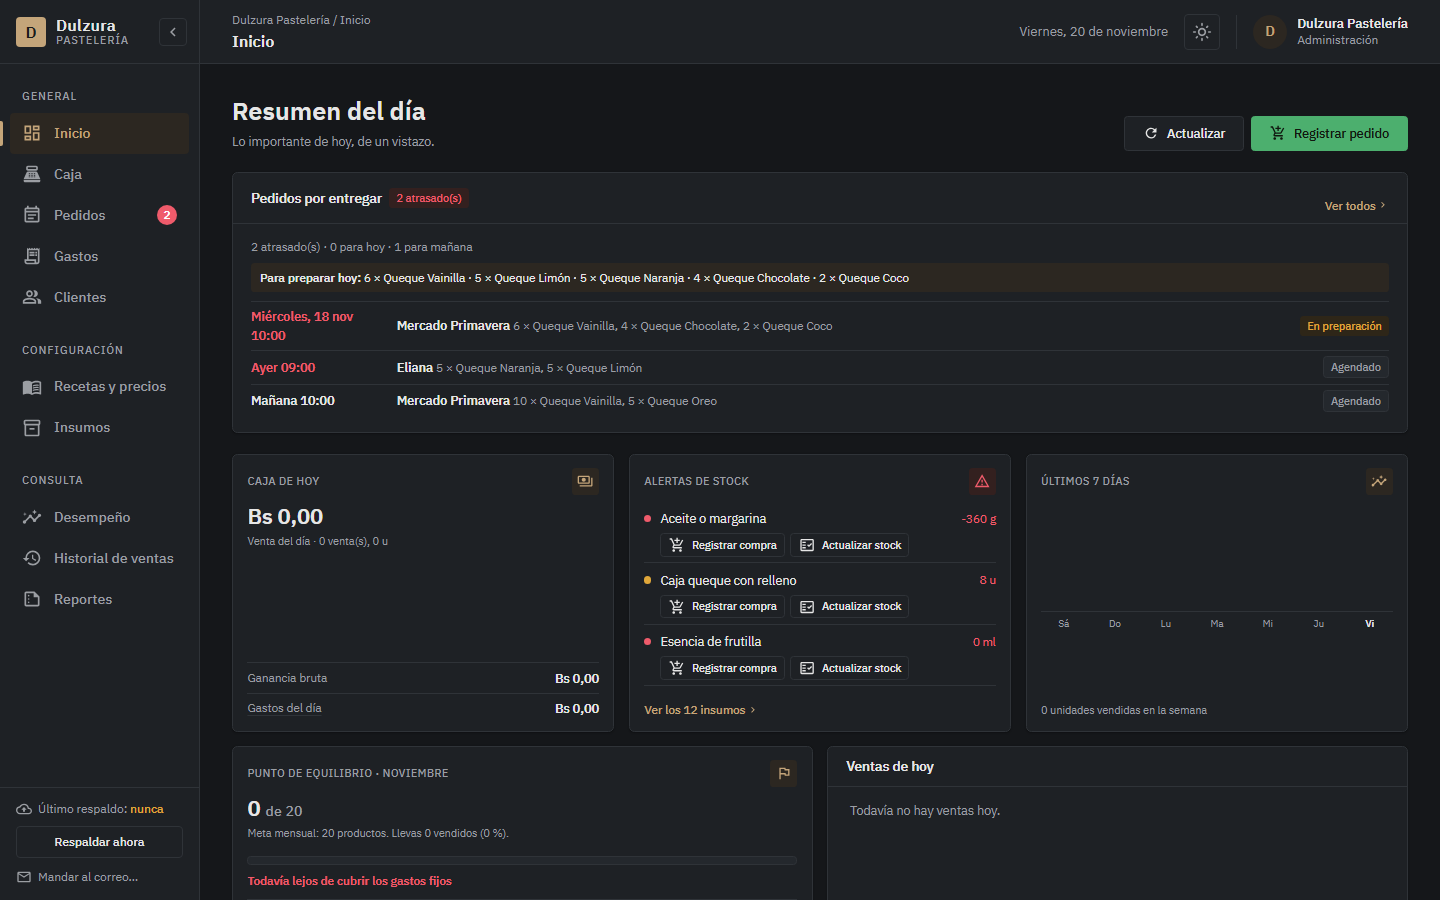 D
Dulzura
PASTELERÍA
GENERAL
Inicio
Caja
Pedidos 2
Gastos
Clientes
CONFIGURACIÓN
Recetas y precios
Insumos
CONSULTA
Desempeño
Historial de ventas
Reportes
Último respaldo: nunca
Respaldar ahora
Mandar al correo...
Dulzura Pastelería / Inicio
Inicio
Viernes, 20 de noviembre
D
Dulzura Pastelería
Administración
Resumen del día
Lo importante de hoy, de un vistazo.
Actualizar
Registrar pedido
Pedidos por entregar 2 atrasado(s)
Ver todos ›
2 atrasado(s) · 0 para hoy · 1 para mañana
Para preparar hoy: 6 × Queque Vainilla · 5 × Queque Limón · 5 × Queque Naranja · 4 × Queque Chocolate · 2 × Queque Coco
Miércoles, 18 nov
10:00
Mercado Primavera 6 × Queque Vainilla, 4 × Queque Chocolate, 2 × Queque Coco
En preparación
Ayer 09:00
Eliana 5 × Queque Naranja, 5 × Queque Limón
Agendado
Mañana 10:00
Mercado Primavera 10 × Queque Vainilla, 5 × Queque Oreo
Agendado
CAJA DE HOY
Bs 0,00
Venta del día · 0 venta(s), 0 u
Ganancia bruta Bs 0,00
Gastos del día Bs 0,00
ALERTAS DE STOCK
Aceite o margarina -360 g
Registrar compra Actualizar stock
Caja queque con relleno 8 u
Registrar compra Actualizar stock
Esencia de frutilla 0 ml
Registrar compra Actualizar stock
Ver los 12 insumos ›
ÚLTIMOS 7 DÍAS
Sá Do Lu Ma Mi Ju Vi
0 unidades vendidas en la semana
PUNTO DE EQUILIBRIO · NOVIEMBRE
0 de 20
Meta mensual: 20 productos. Llevas 0 vendidos (0 %).
Todavía lejos de cubrir los gastos fijos
Ventas de hoy
Todavía no hay ventas hoy.